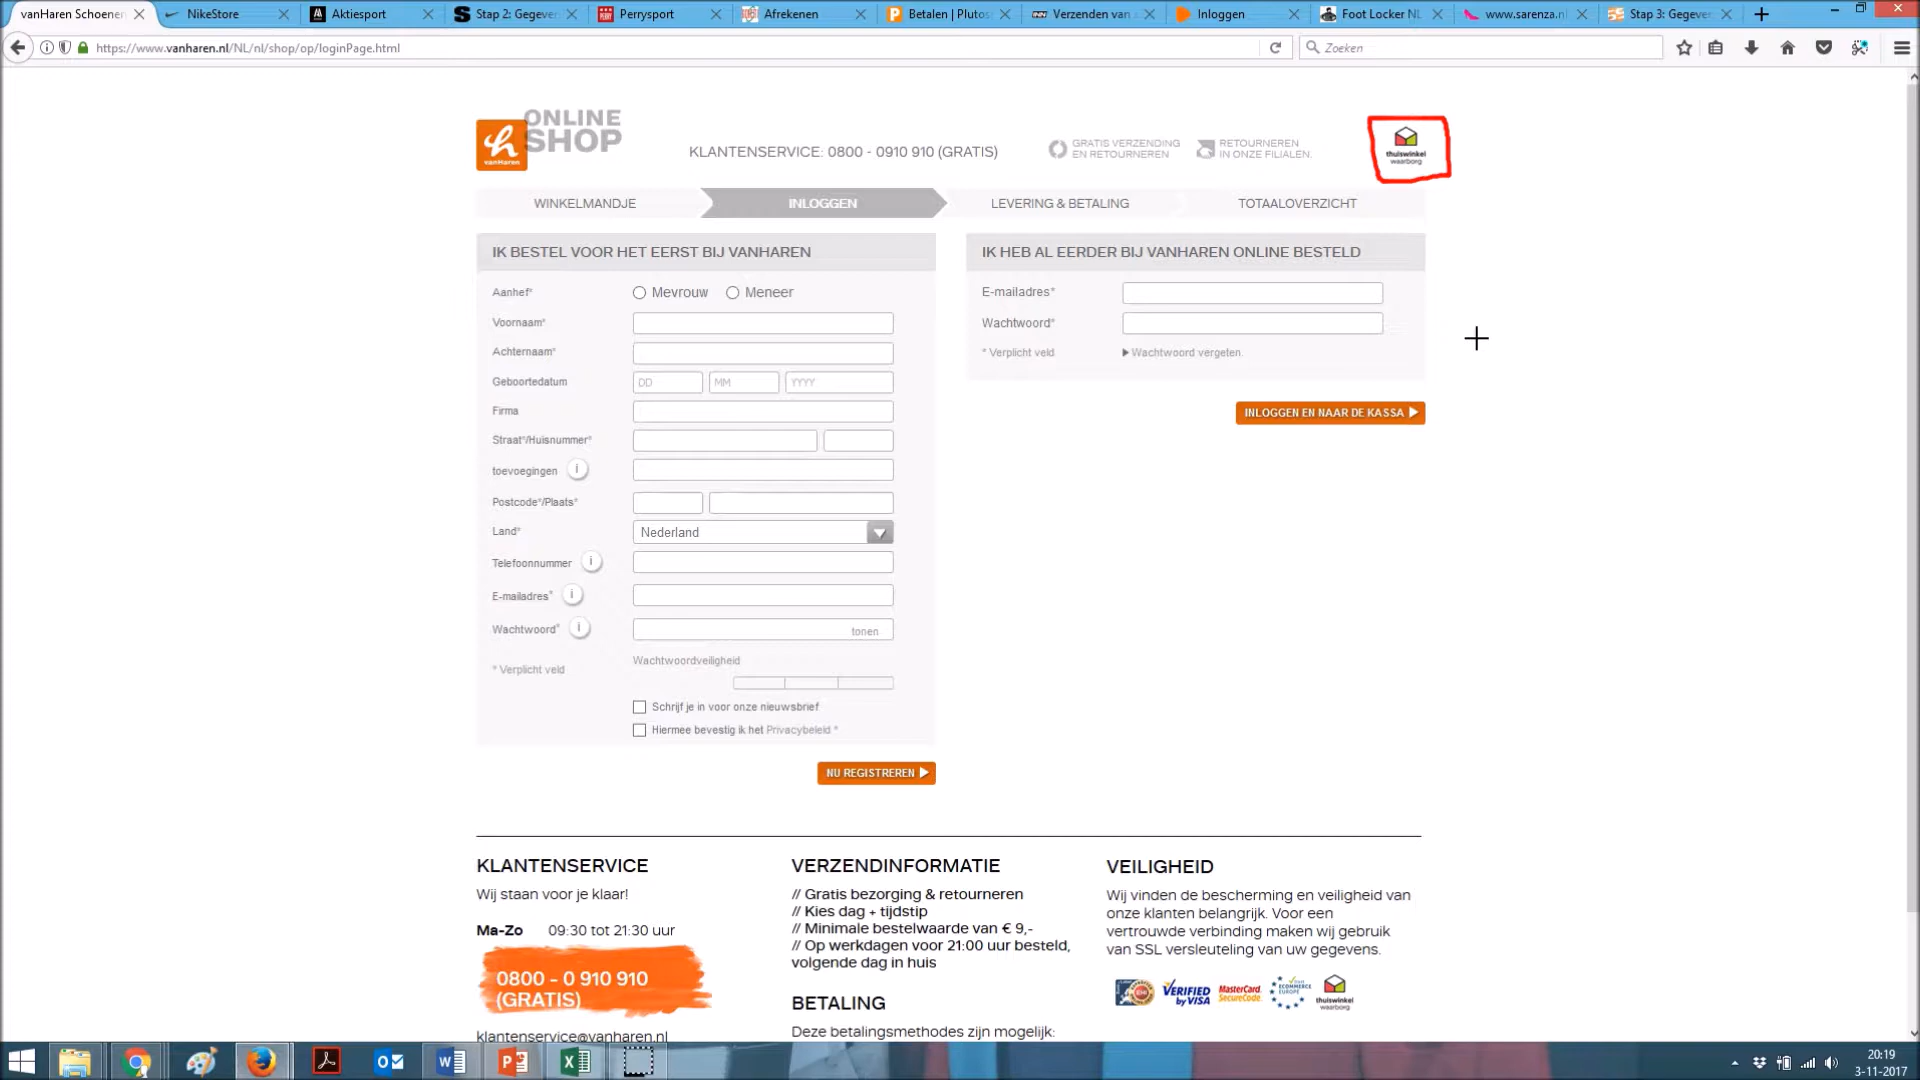 vanHaren Schoenen
NikeStore
Aktiesport
Stap 2: Gegeve
Perrysport
Afrekenen
Betalen | Plutos
Verzenden van
Inloggen
Foot Locker NL
www.sarenza.nl
Stap 3: Gegeve
https://www.vanharen.nl/NL/nl/shop/op/loginPage.html
Zoeken
vanHaren
ONLINE
SHOP
KLANTENSERVICE: 0800 - 0910 910 (GRATIS)
GRATIS VERZENDING
EN RETOURNEREN
RETOURNEREN
IN ONZE FILIALEN.
thuiswinkel
waarborg
WINKELMANDJE
INLOGGEN
LEVERING & BETALING
TOTAALOVERZICHT
IK BESTEL VOOR HET EERST BIJ VANHAREN
Aanhef* Mevrouw Meneer
Voornaam*
Achternaam*
Geboortedatum DD MM YYYY
Firma
Straat*/Huisnummer*
toevoegingen i
Postcode*/Plaats*
Land* Nederland
Telefoonnummer i
E-mailadres* i
Wachtwoord* i tonen
* Verplicht veld Wachtwoordveiligheid
Schrijf je in voor onze nieuwsbrief
Hiermee bevestig ik het Privacybeleid *
NU REGISTREREN
IK HEB AL EERDER BIJ VANHAREN ONLINE BESTELD
E-mailadres*
Wachtwoord*
* Verplicht veld Wachtwoord vergeten.
INLOGGEN EN NAAR DE KASSA
KLANTENSERVICE
Wij staan voor je klaar!
Ma-Zo 09:30 tot 21:30 uur
0800 - 0 910 910
(GRATIS)
klantenservice@vanharen.nl
VERZENDINFORMATIE
// Gratis bezorging & retourneren
// Kies dag + tijdstip
// Minimale bestelwaarde van € 9,-
// Op werkdagen voor 21:00 uur besteld,
volgende dag in huis
BETALING
Deze betalingsmethodes zijn mogelijk:
VEILIGHEID
Wij vinden de bescherming en veiligheid van
onze klanten belangrijk. Voor een
vertrouwde verbinding maken wij gebruik
van SSL versleuteling van uw gegevens.
VERIFIED
by VISA
MasterCard.
SecureCode.
ECOMMERCE
EUROPE
thuiswinkel
waarborg
20:19
3-11-2017